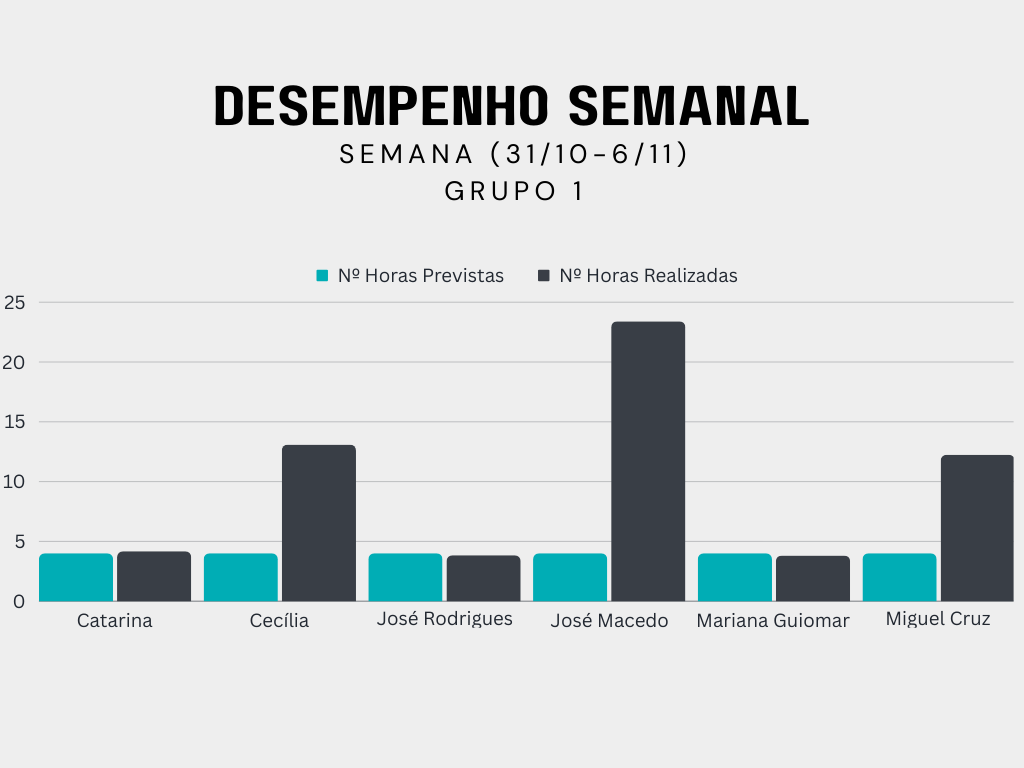 DESEMPENHO SEMANAL
SEMANA (31/10-6/11)
GRUPO 1
Nº Horas Previstas Nº Horas Realizadas
25
20
15
10
5
0
Catarina Cecília José Rodrigues José Macedo Mariana Guiomar Miguel Cruz